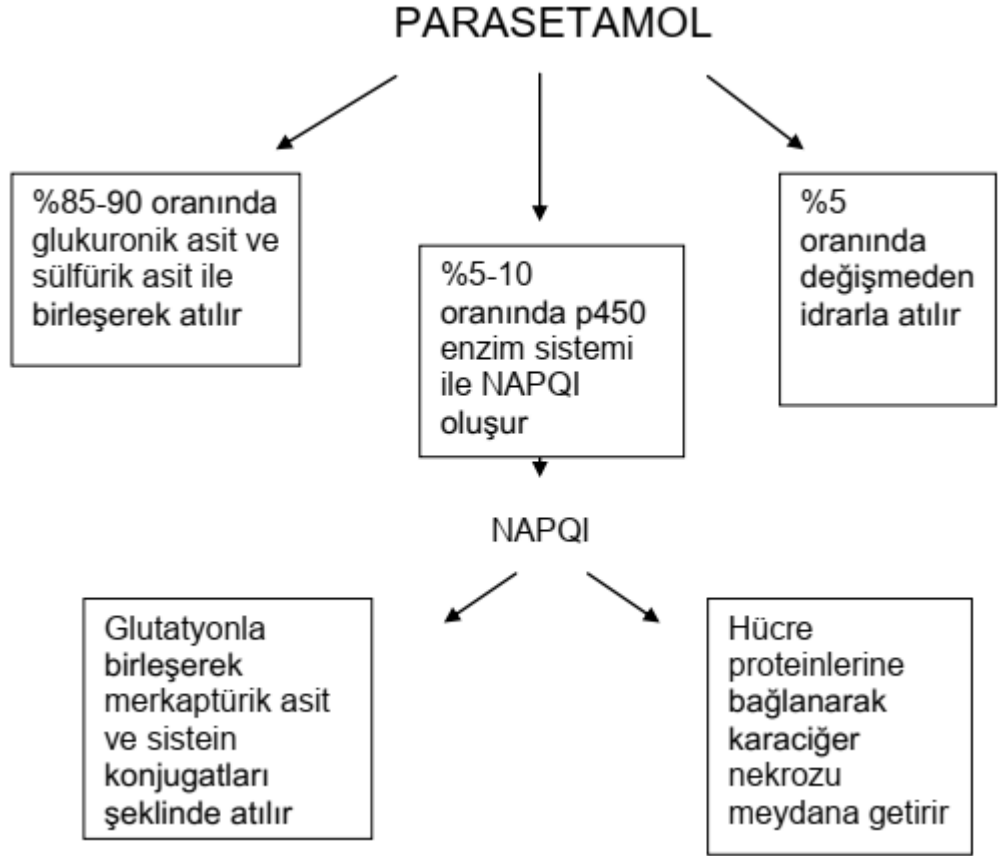 PARASETAMOL
%85-90 oranında
glukuronik asit ve
sülfürik asit ile
birleşerek atılır
%5-10
oranında p450
enzim sistemi
ile NAPQI
oluşur
%5
oranında
değişmeden
idrarla atılır
NAPQI
Glutatyonla
birleşerek
merkaptürik asit
ve sistein
konjugatları
şeklinde atılır
Hücre
proteinlerine
bağlanarak
karaciğer
nekrozu
meydana getirir